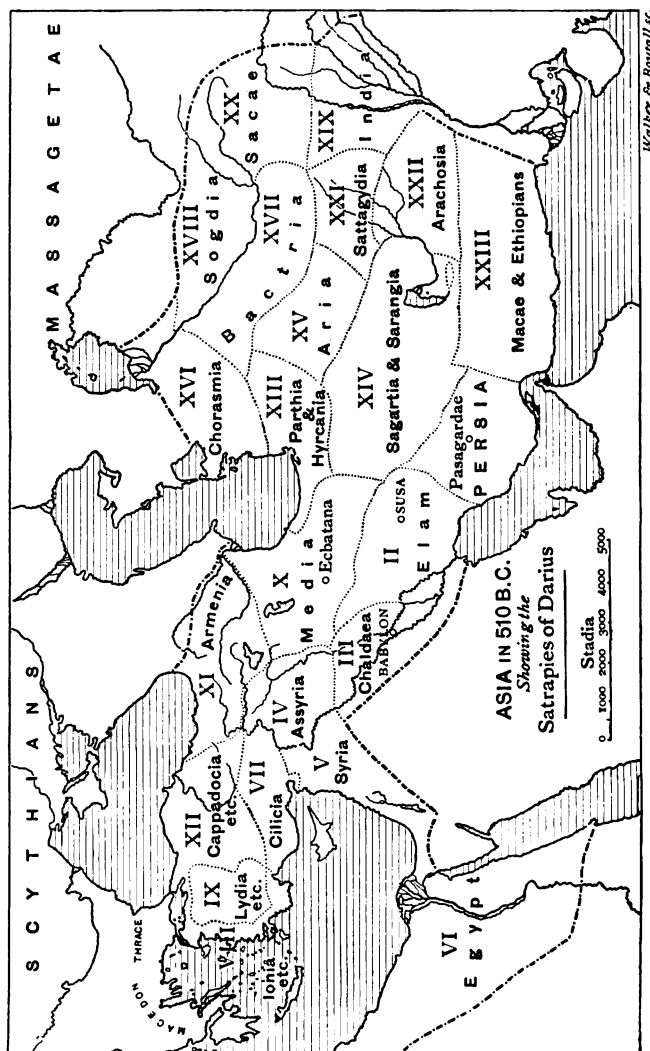 MASSAGETAE
SCYTHIANS
XX
Sacae
XVIII
Sogdia
XIX
India
XVII
Bactria
XXI
Sattagydia
XXII
Arachosia
XXIII
Macae & Ethiopians
XVI
Chorasmia
XV
Aria
XIII
Parthia
&
Hyrcania
XIV
Sagartia & Sarangia
Pasagardae
PERSIA
XI
Armenia
X
Media
Ecbatana
II
SUSA
Elam
III
Chaldaea
BABYLON
IV
Assyria
V
Syria
XII
Cappadocia
etc.
VII
Cilicia
IX
Lydia
etc.
VIII
Ionia
etc.
THRACE
MACEDON
VI
Egypt
ASIA IN 510 B.C.
Showing the
Satrapies of Darius
Stadia
0 1000 2000 3000 4000 5000
Walker & Boutall sc.